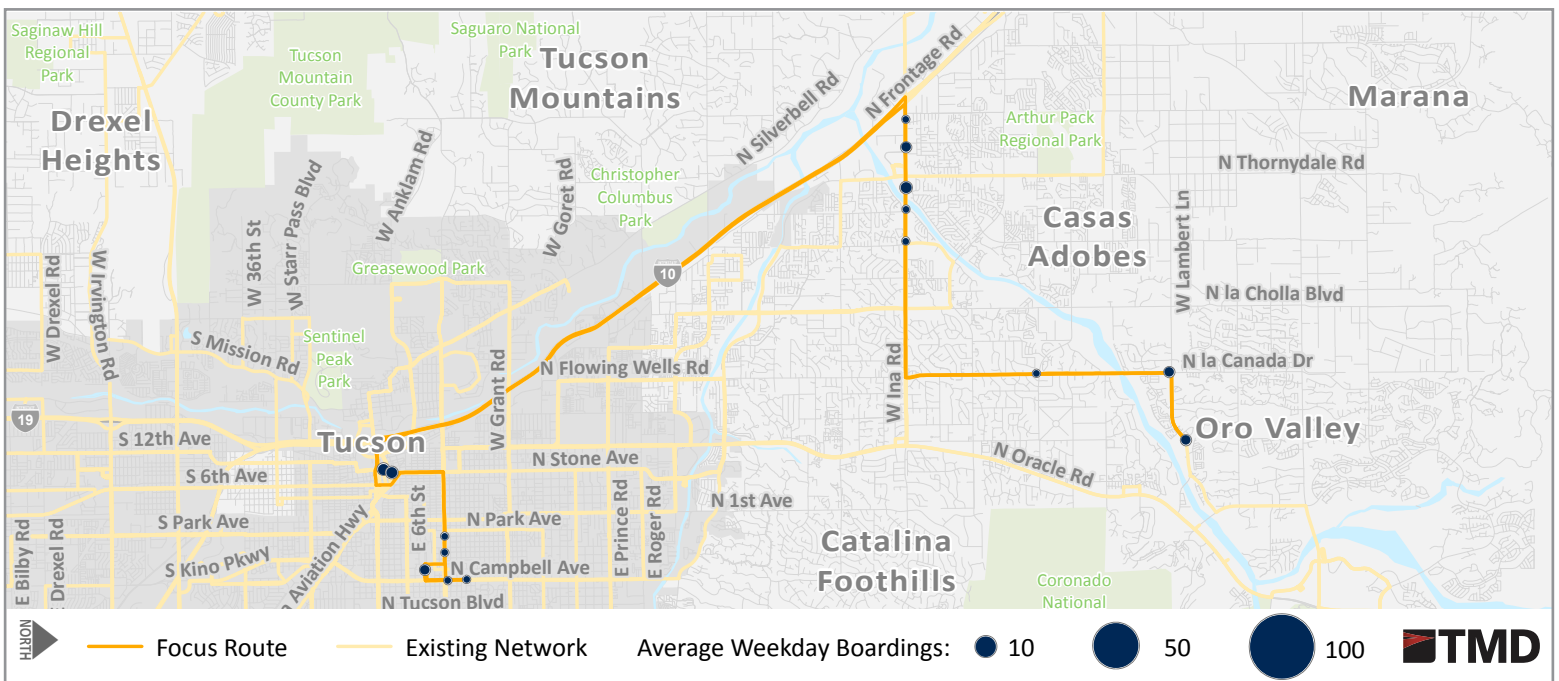 Saginaw Hill
Regional
Park
Tucson
Mountain
County Park
Saguaro National
Park
Tucson
Mountains
Drexel
Heights
W Anklam Rd
W Starr Pass Blvd
W 36th St
W Goret Rd
Christopher
Columbus
Park
N Silverbell Rd
N Frontage Rd
Arthur Pack
Regional Park
Marana
N Thornydale Rd
Casas
Adobes
W Lambert Ln
N la Cholla Blvd
N la Canada Dr
Oro Valley
W Drexel Rd
W Irvington Rd
Greasewood Park
10
S Mission Rd
Sentinel
Peak
Park
W Grant Rd
N Flowing Wells Rd
W Ina Rd
19
S 12th Ave
Tucson
S 6th Ave
N Stone Ave
N Oracle Rd
E 6th St
N 1st Ave
S Park Ave
N Park Ave
E Prince Rd
E Roger Rd
E Bilby Rd
E Drexel Rd
S Kino Pkwy
Aviation Hwy
N Campbell Ave
N Tucson Blvd
Catalina
Foothills
Coronado
National
NORTH
Focus Route
Existing Network
Average Weekday Boardings:
10
50
100
TMD